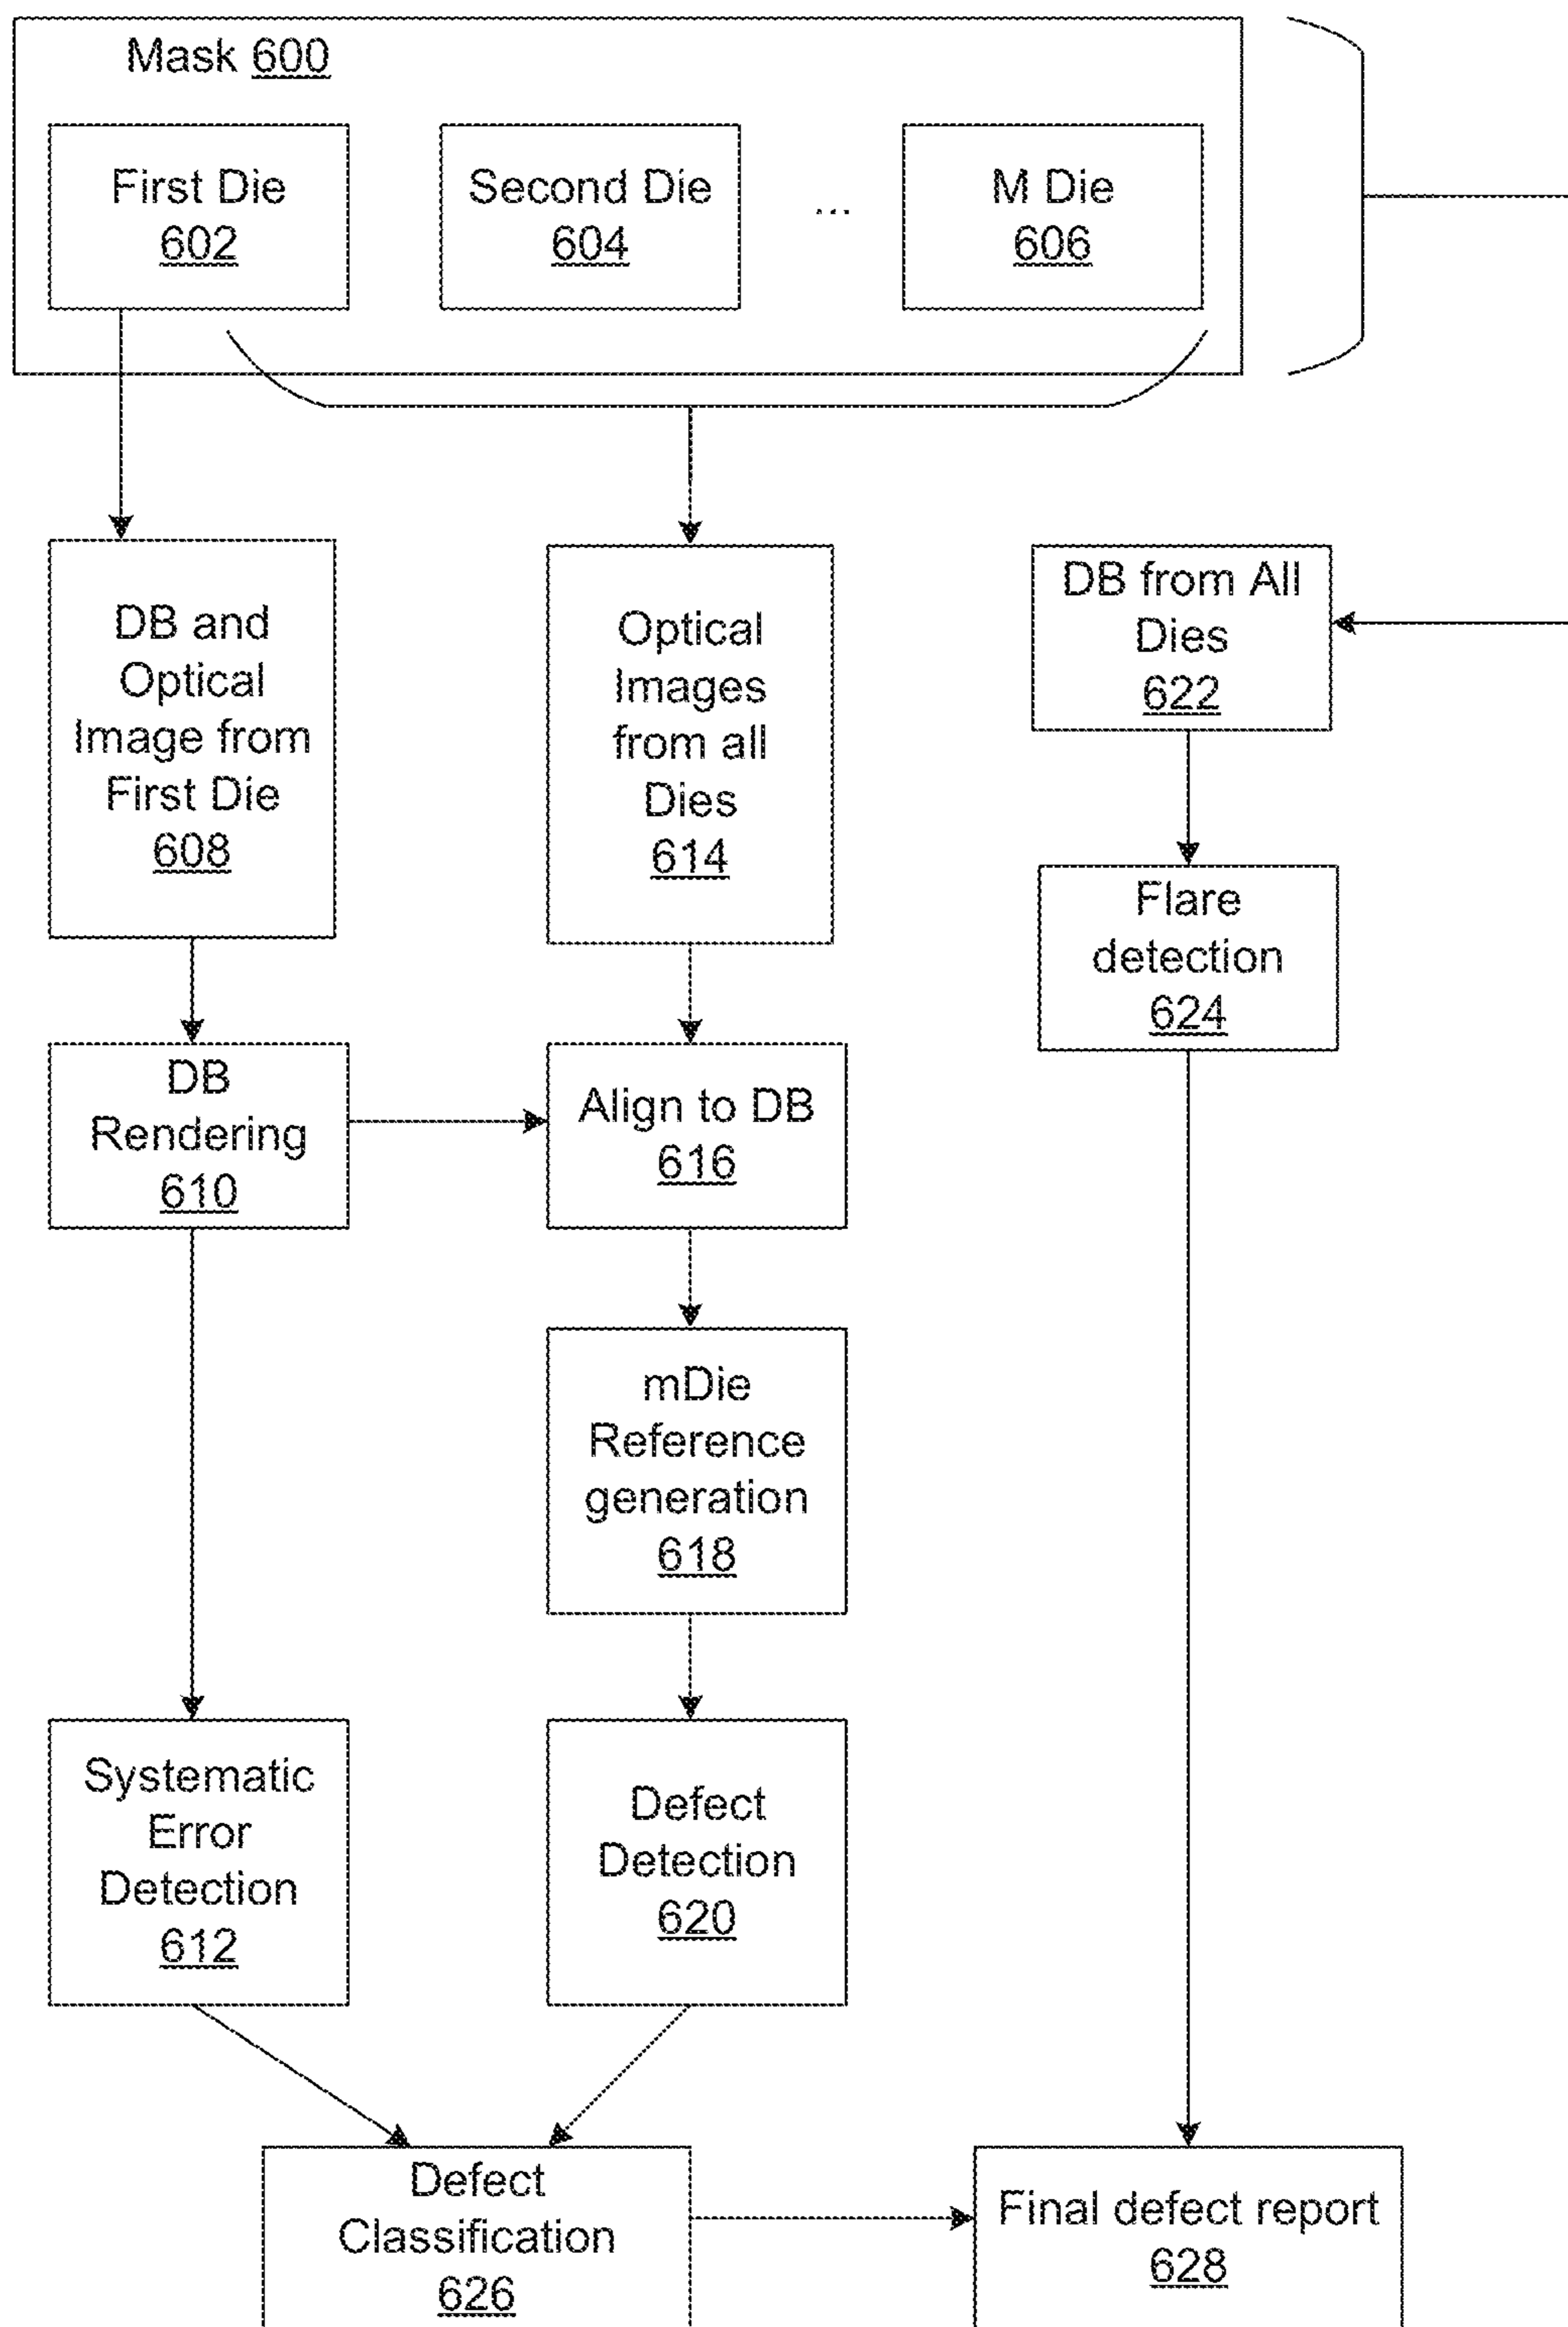 Mask 600
First Die
602
Second Die
604
...
M Die
606
DB and
Optical
Image from
First Die
608
Optical
Images
from all
Dies
614
DB from All
Dies
622
Flare
detection
624
DB
Rendering
610
Align to DB
616
mDie
Reference
generation
618
Systematic
Error
Detection
612
Defect
Detection
620
Defect
Classification
626
Final defect report
628